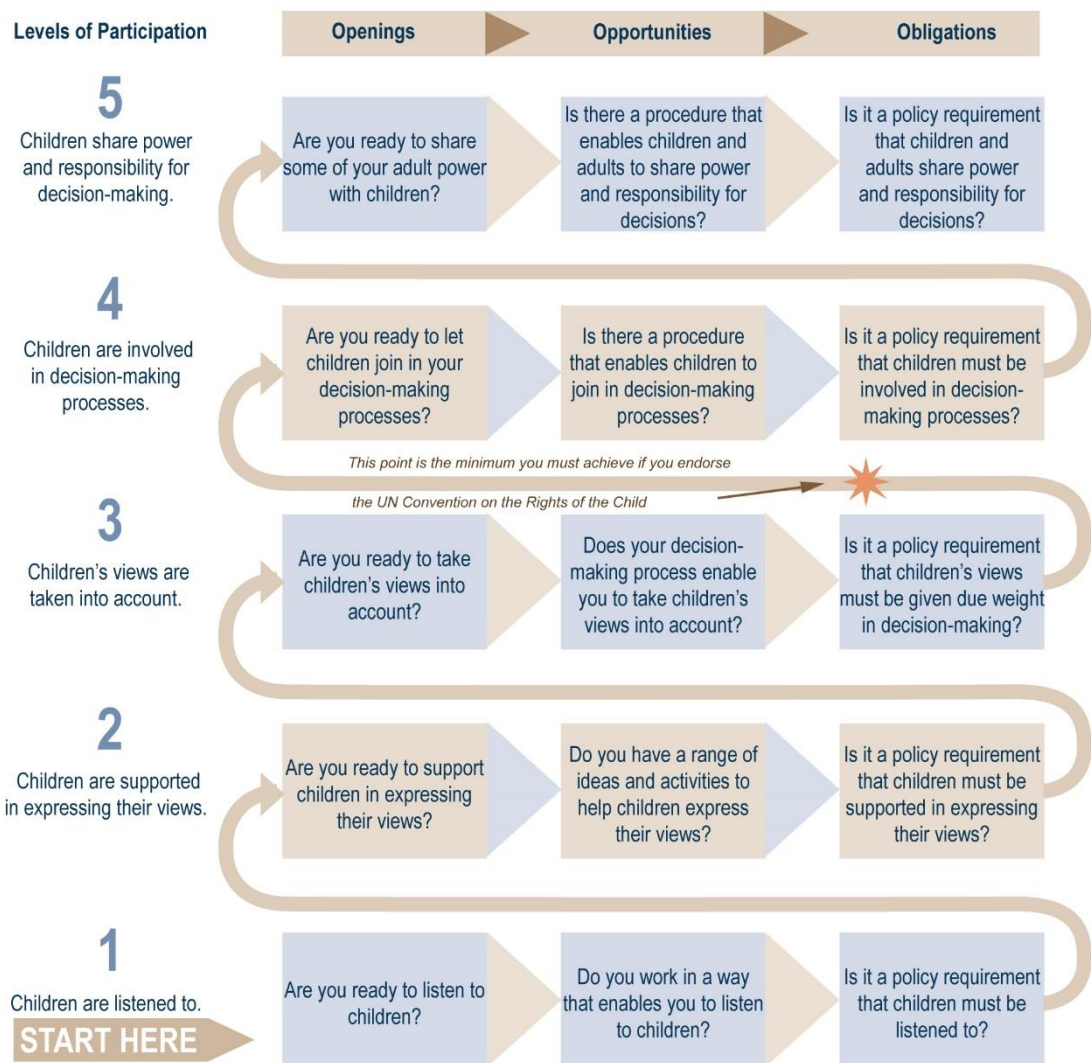 Levels of Participation
Openings
Opportunities
Obligations
5
Children share power
and responsibility for
decision-making.
Are you ready to share
some of your adult power
with children?
Is there a procedure that
enables children and
adults to share power
and responsibility for
decisions?
Is it a policy requirement
that children and
adults share power
and responsibility for
decisions?
4
Children are involved
in decision-making
processes.
Are you ready to let
children join in your
decision-making
processes?
Is there a procedure
that enables children to
join in decision-making
processes?
Is it a policy requirement
that children must be
involved in decision-
making processes?
This point is the minimum you must achieve if you endorse
the UN Convention on the Rights of the Child
3
Children’s views are
taken into account.
Are you ready to take
children’s views into
account?
Does your decision-
making process enable
you to take children’s
views into account?
Is it a policy requirement
that children’s views
must be given due weight
in decision-making?
2
Children are supported
in expressing their views.
Are you ready to support
children in expressing
their views?
Do you have a range of
ideas and activities to
help children express
their views?
Is it a policy requirement
that children must be
supported in expressing
their views?
1
Children are listened to.
START HERE
Are you ready to listen to
children?
Do you work in a way
that enables you to listen
to children?
Is it a policy requirement
that children must be
listened to?